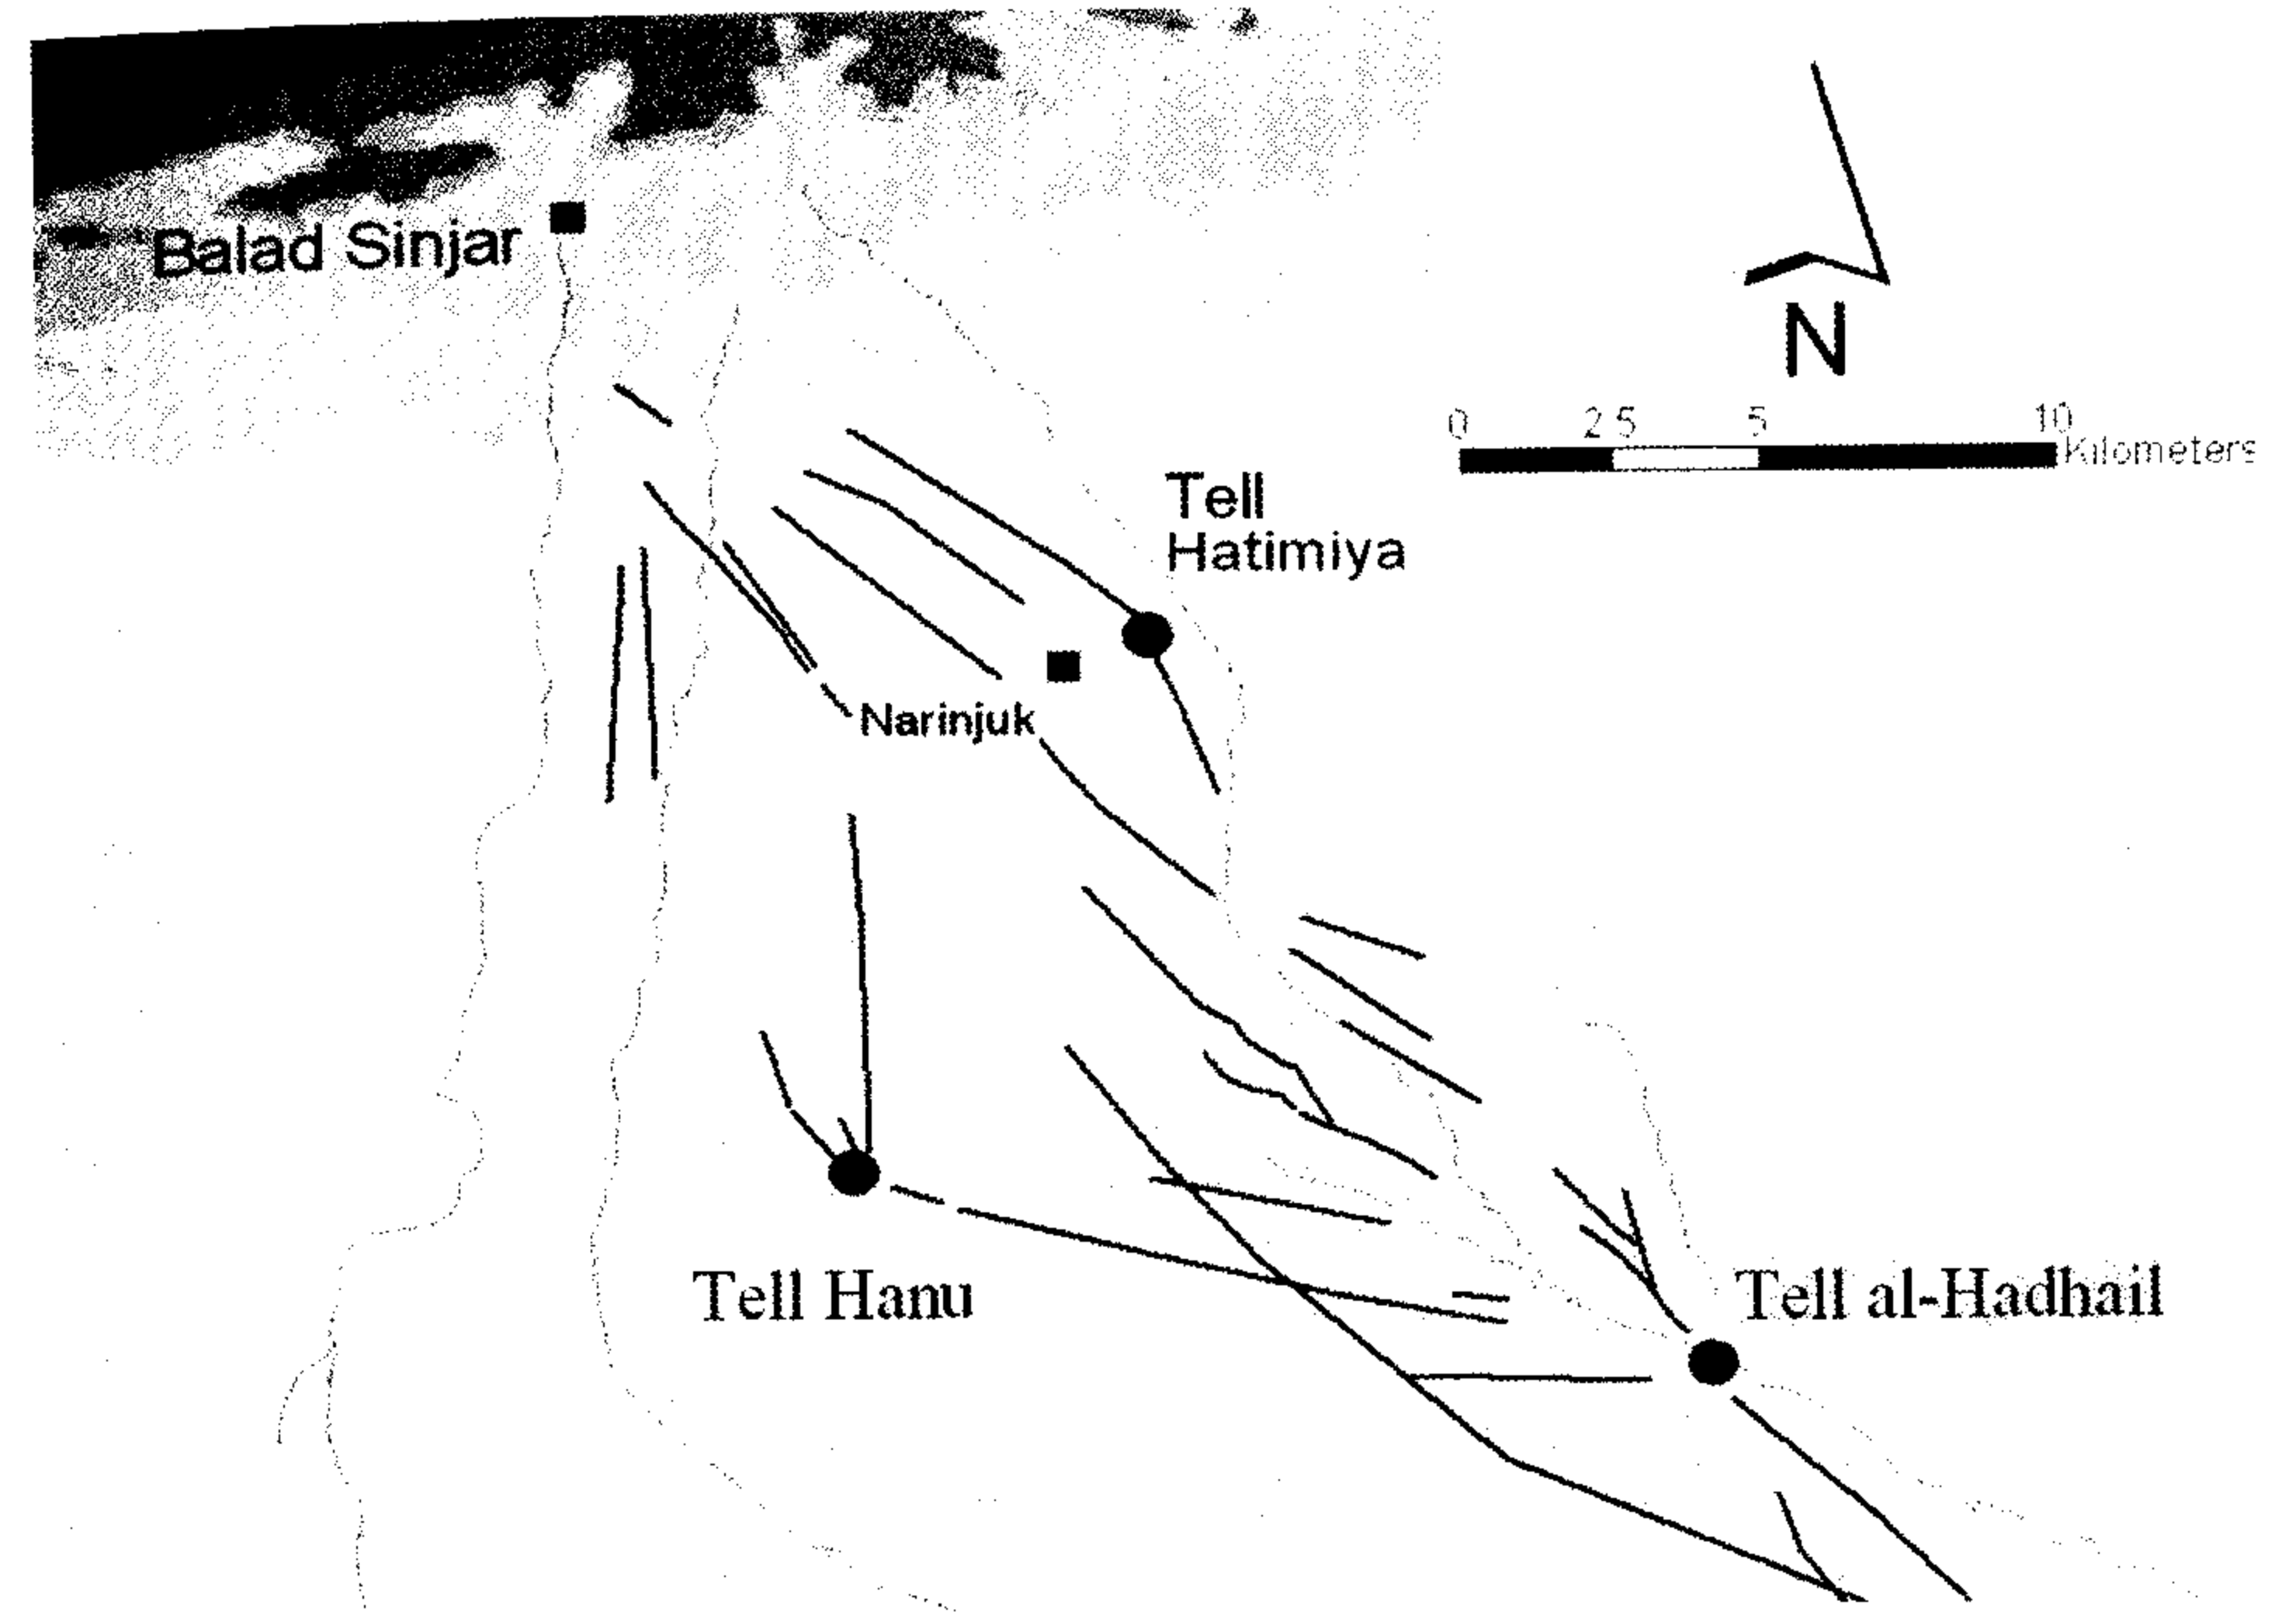 Balad Sinjar
N
0 2.5 5 10
Kilometers
Tell
Hatimiya
Narinjuk
Tell Hanu
Tell al-Hadhail